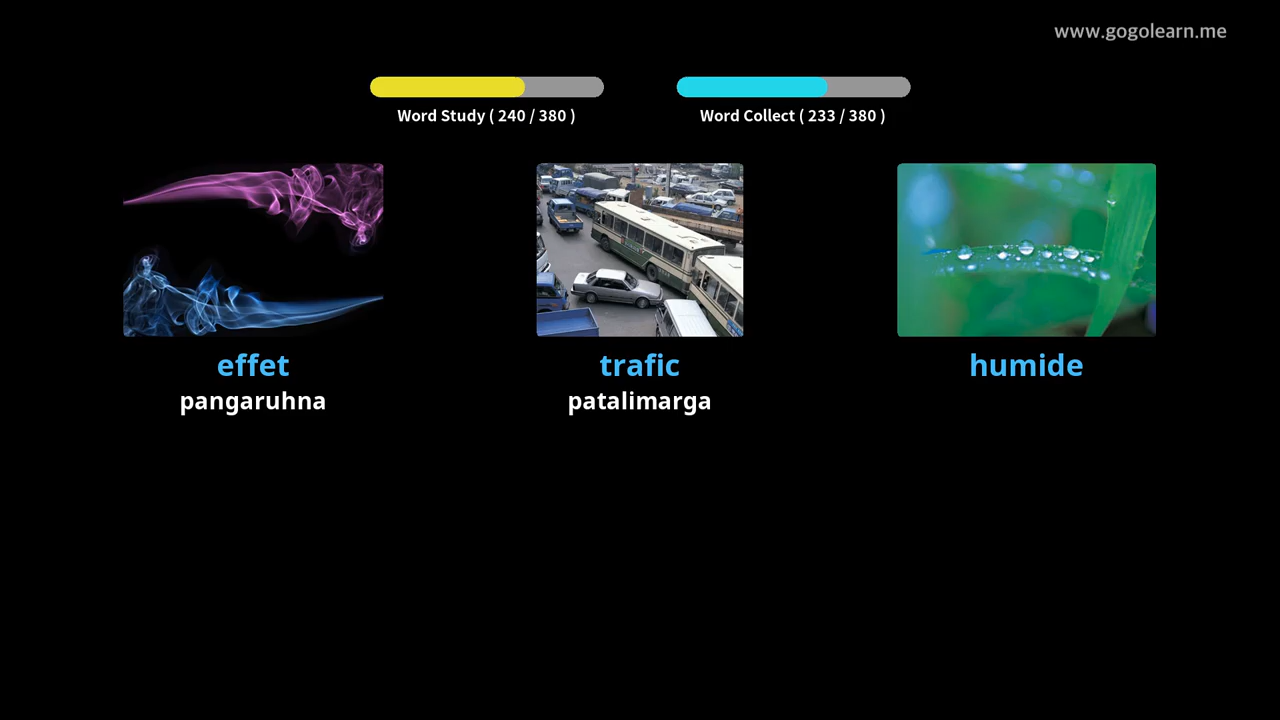 www.gogolearn.me
Word Study ( 240 / 380 )
Word Collect ( 233 / 380 )
effet
pangaruhna
trafic
patalimarga
humide